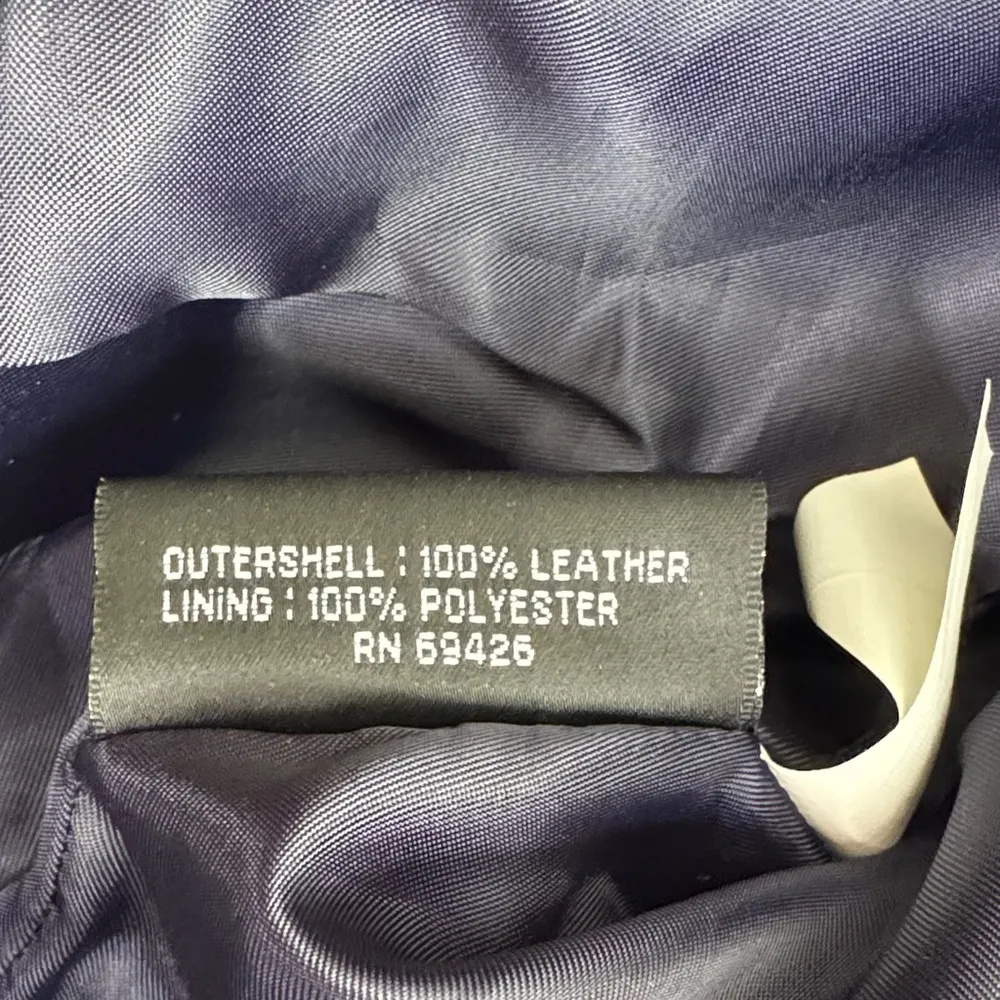 OUTERSHELL : 100% LEATHER
LINING : 100% POLYESTER
RN 69426